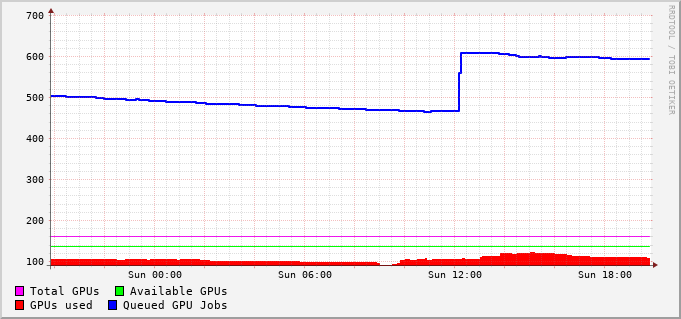 700
600
500
400
300
200
100
Sun 00:00 Sun 06:00 Sun 12:00 Sun 18:00
Total GPUs Available GPUs
GPUs used Queued GPU Jobs
RRDTOOL / TOBI OETIKER